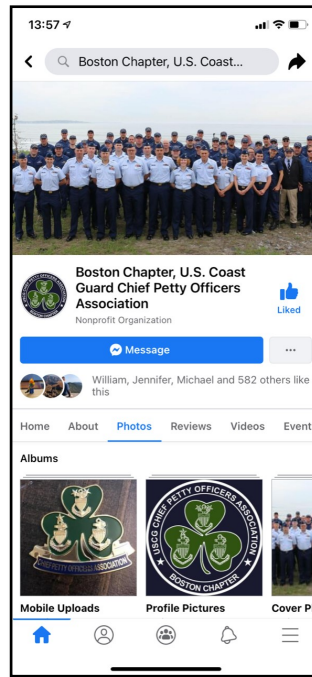 13:57
Boston Chapter, U.S. Coast...
Boston Chapter, U.S. Coast
Guard Chief Petty Officers
Association
Nonprofit Organization
Liked
Message
William, Jennifer, Michael and 582 others like
this
Home About Photos Reviews Videos Event
Albums
CHIEF PETTY OFFICERS ASSOCIATION
USCG CHIEF PETTY OFFICERS ASSOCIATION
BOSTON CHAPTER
Mobile Uploads Profile Pictures Cover P